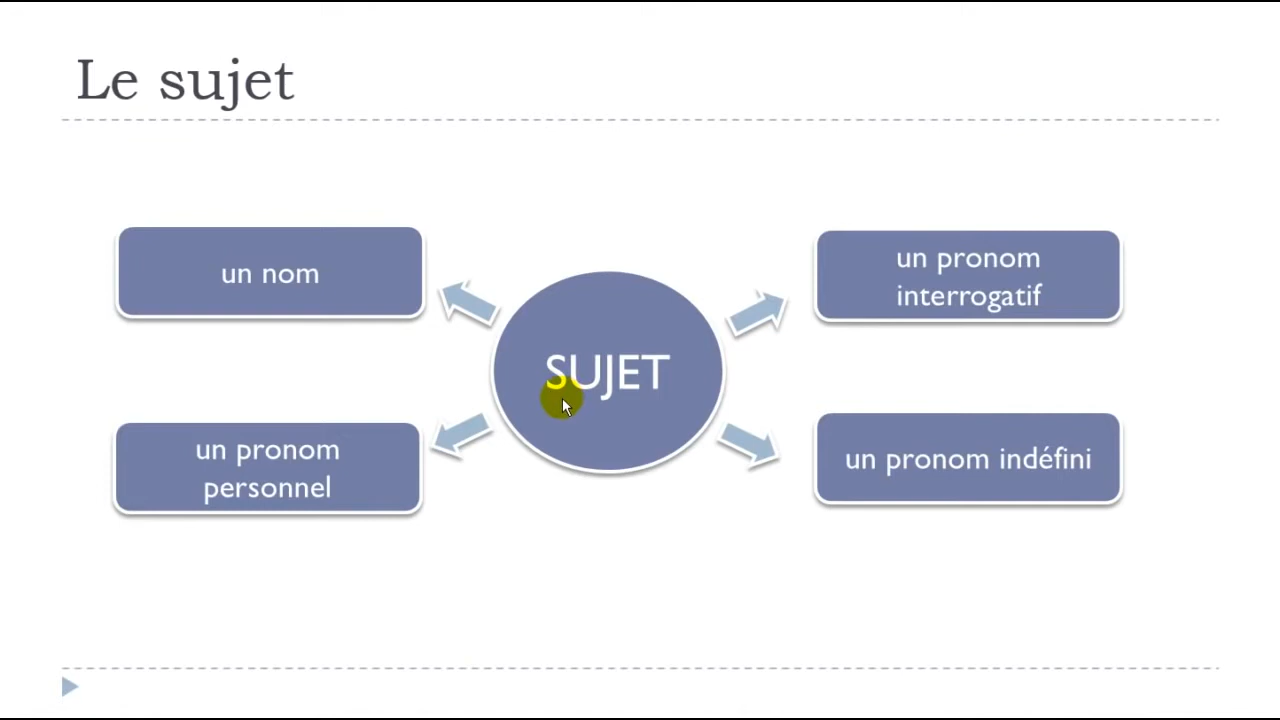 Le sujet
un nom
un pronom
personnel
SUJET
un pronom
interrogatif
un pronom indéfini